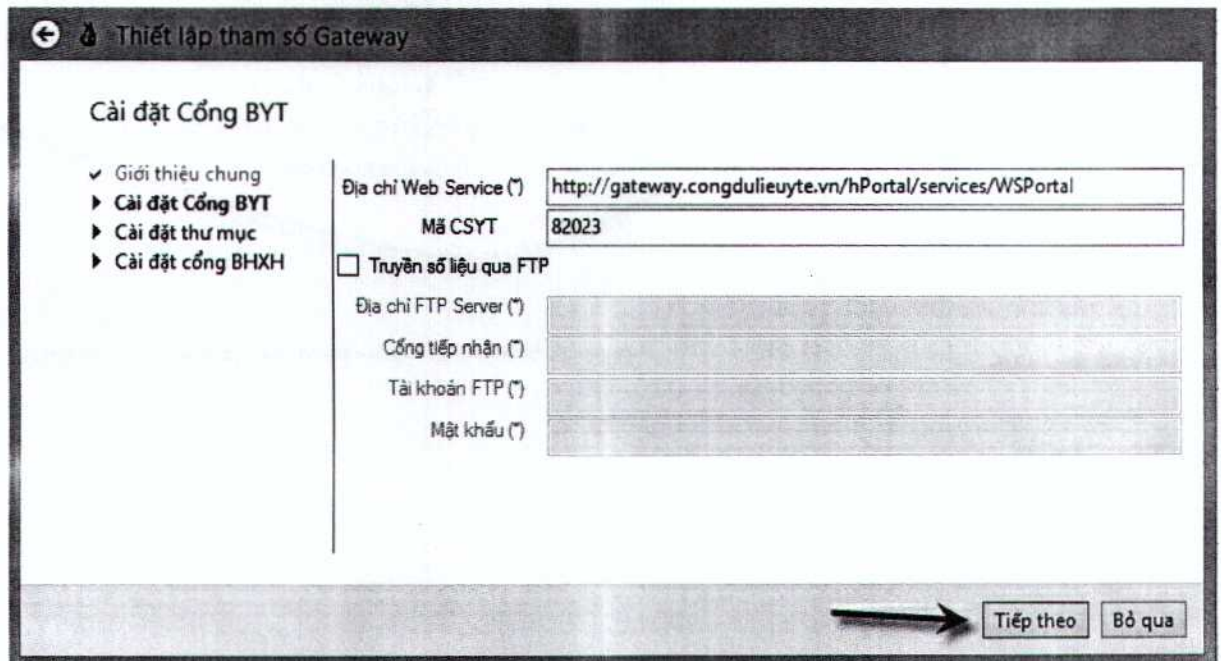 Thiết lập tham số Gateway
Cài đặt Cổng BYT
Giới thiệu chung
Cài đặt Cổng BYT
Cài đặt thư mục
Cài đặt cổng BHXH
Địa chỉ Web Service (*) http://gateway.congdulieuyte.vn/hPortal/services/WSPortal
Mã CSYT 82023
Truyền số liệu qua FTP
Địa chỉ FTP Server (*)
Cổng tiếp nhận (*)
Tài khoản FTP (*)
Mật khẩu (*)
Tiếp theo Bỏ qua